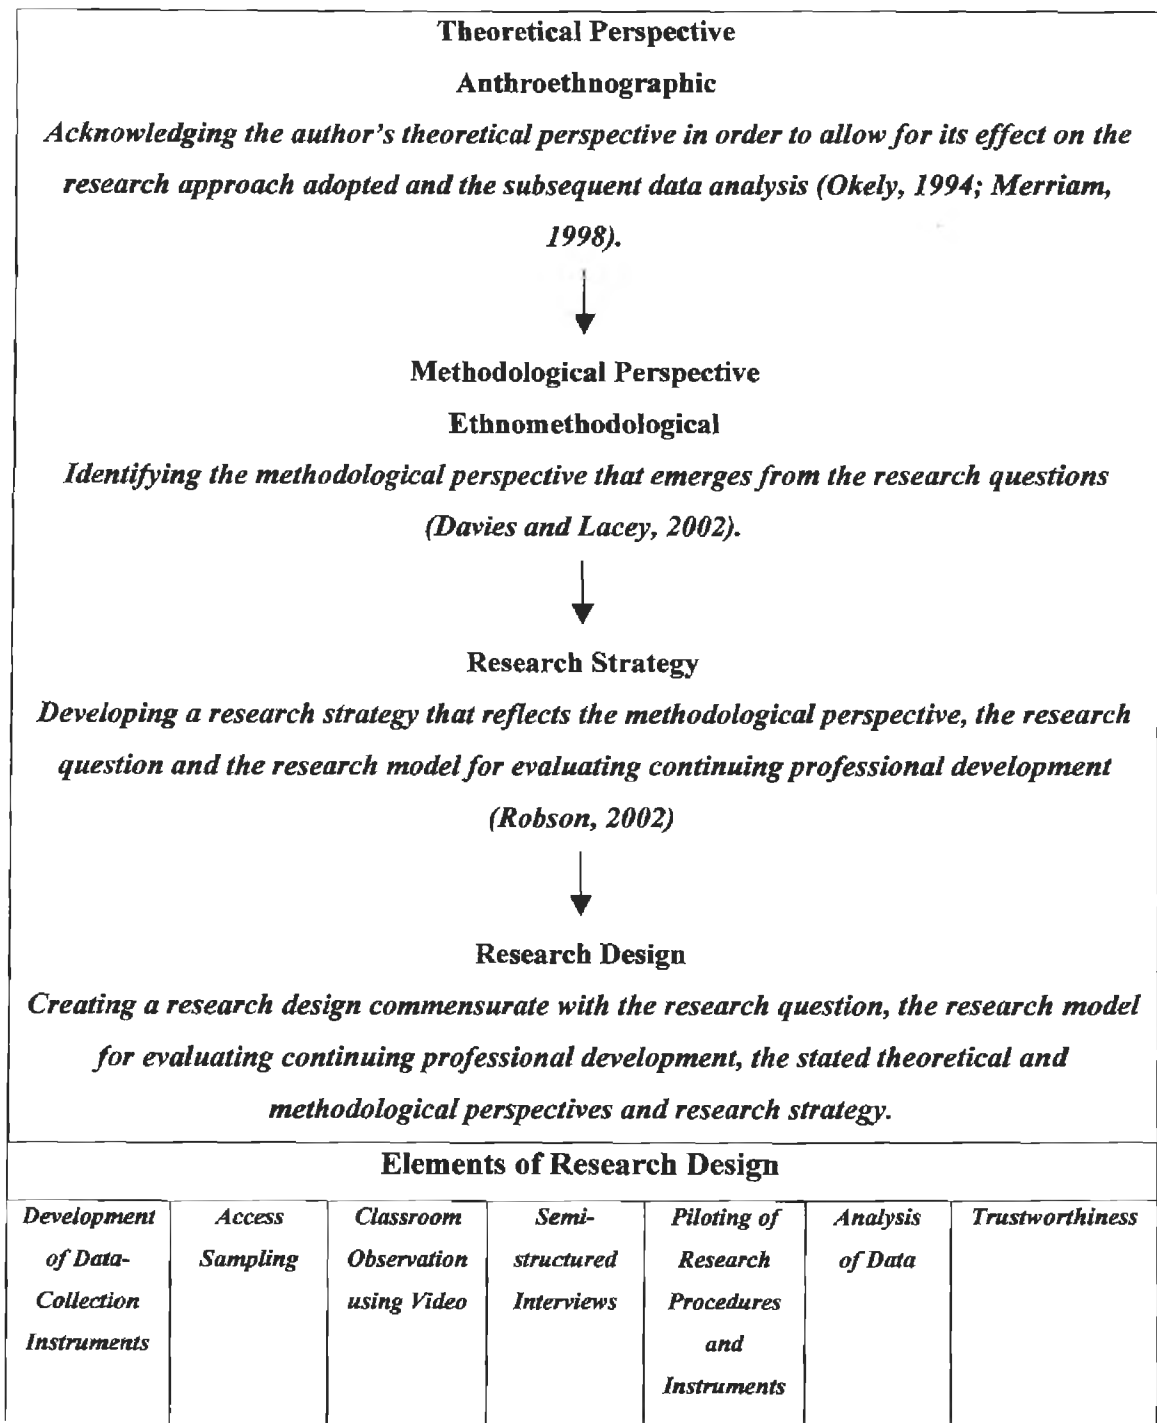 Theoretical Perspective
Anthroethnographic
Acknowledging the author's theoretical perspective in order to allow for its effect on the
research approach adopted and the subsequent data analysis (Okely, 1994; Merriam,
1998).
Methodological Perspective
Ethnomethodological
Identifying the methodological perspective that emerges from the research questions
(Davies and Lacey, 2002).
Research Strategy
Developing a research strategy that reflects the methodological perspective, the research
question and the research model for evaluating continuing professional development
(Robson, 2002)
Research Design
Creating a research design commensurate with the research question, the research model
for evaluating continuing professional development, the stated theoretical and
methodological perspectives and research strategy.
Elements of Research Design
Development
of Data-
Collection
Instruments
Access
Sampling
Classroom
Observation
using Video
Semi-
structured
Interviews
Piloting of
Research
Procedures
and
Instruments
Analysis
of Data
Trustworthiness